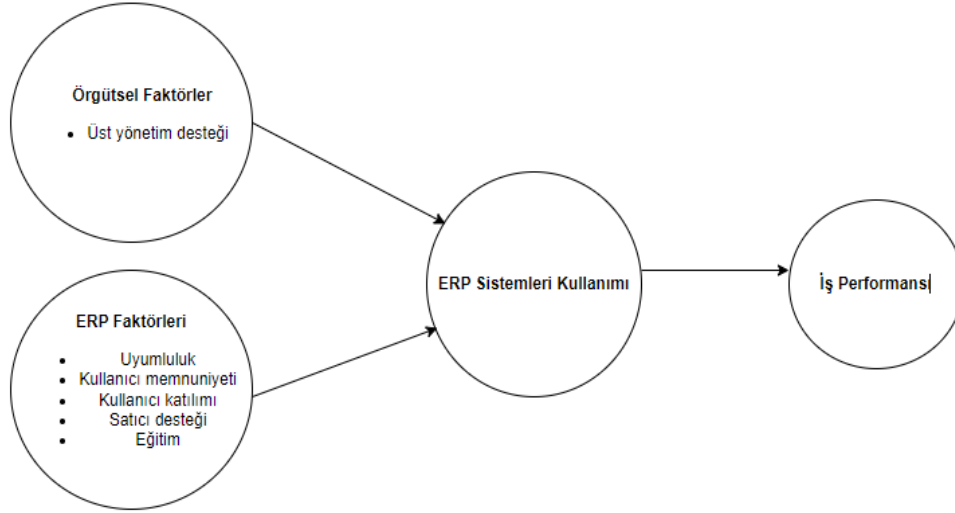 Örgütsel Faktörler
• Üst yönetim desteği
ERP Faktörleri
• Uyumluluk
• Kullanıcı memnuniyeti
• Kullanıcı katılımı
• Satıcı desteği
• Eğitim
ERP Sistemleri Kullanımı
İş Performansı